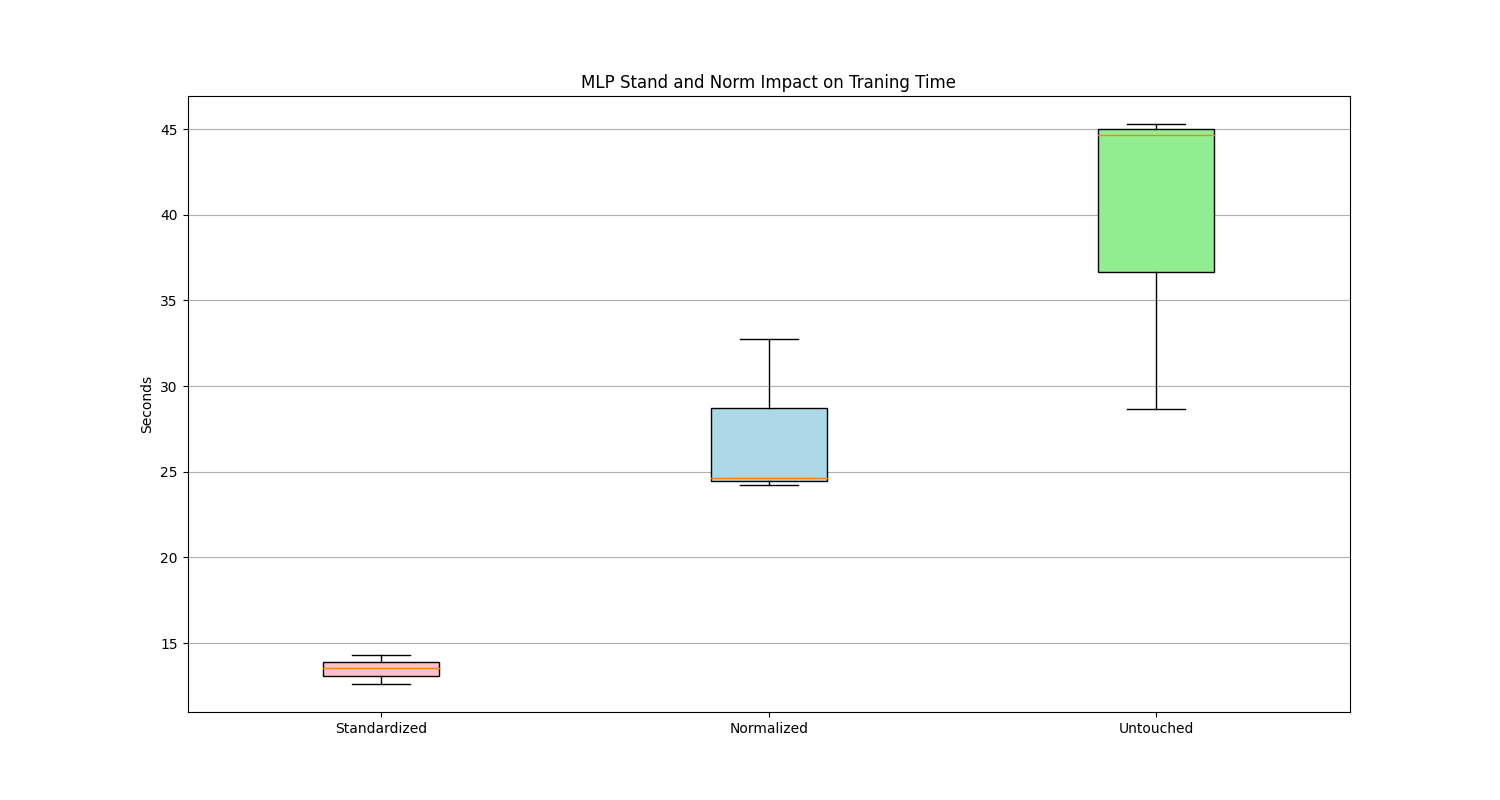 MLP Stand and Norm Impact on Traning Time
45
40
35
30
25
20
15
Seconds
Standardized
Normalized
Untouched